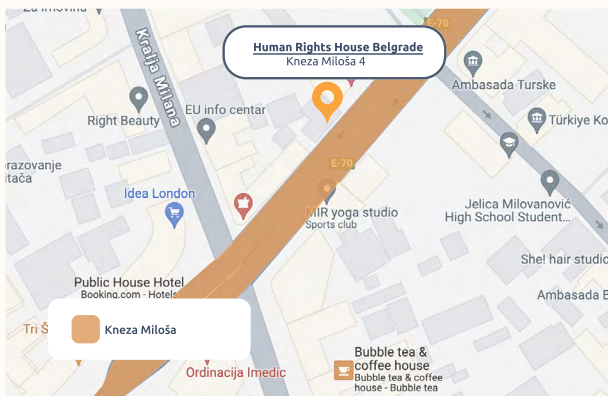 Za imovinu
E-70
Kralja Milana
Human Rights House Belgrade
Kneza Miloša 4
Ambasada Turske
Right Beauty
EU info centar
Türkiye Ko
E-70
Idea London
MIR yoga studio
Sports club
Jelica Milovanović
High School Student...
She! hair studio
Public House Hotel
Booking.com - Hotels
Ambasada B
Tri Š
Kneza Miloša
Ordinacija Imedic
Bubble tea &
coffee house
Bubble tea & coffee
house - Bubble tea